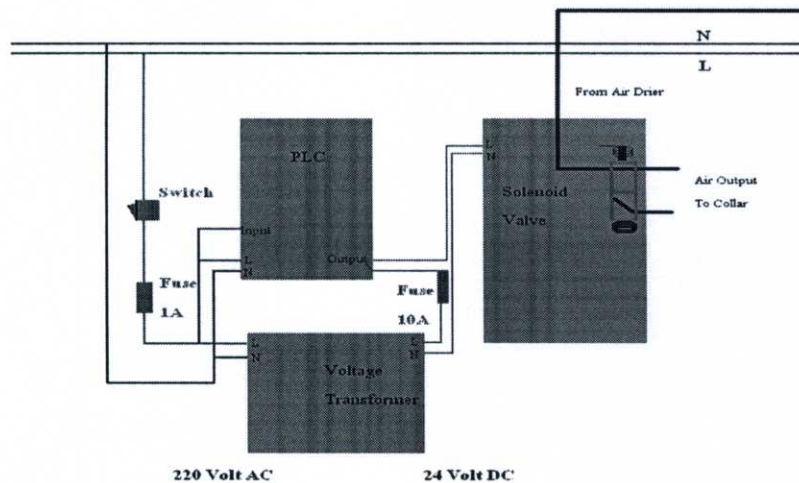 N
L
From Air Drier
PLC
L
N
Solenoid
Valve
Air Output
To Collar
Switch
Input
L
N
Output
Fuse
1A
Fuse
10A
L
N
L
N
Voltage
Transformer
220 Volt AC
24 Volt DC